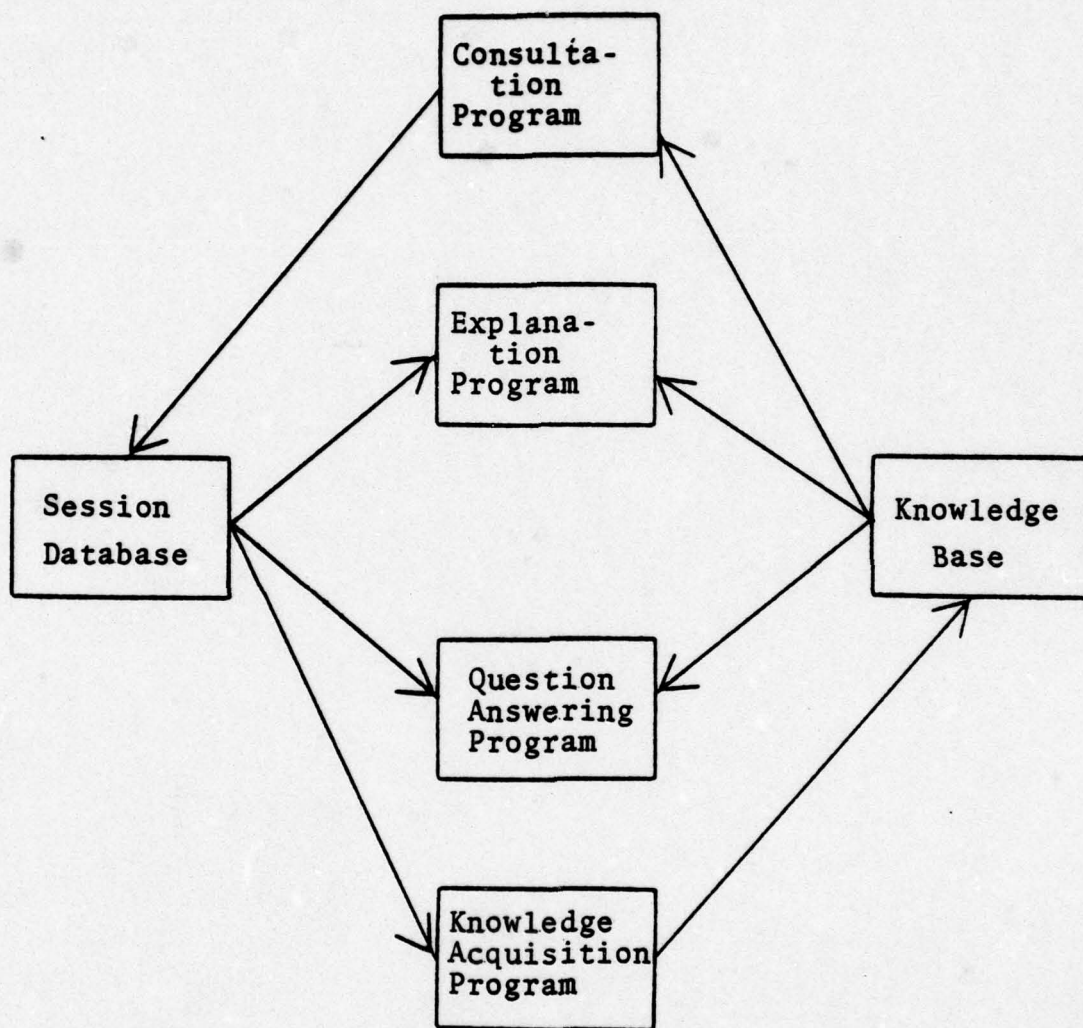 Consulta-
tion
Program
Explana-
tion
Program
Session
Database
Knowledge
Base
Question
Answering
Program
Knowledge
Acquisition
Program